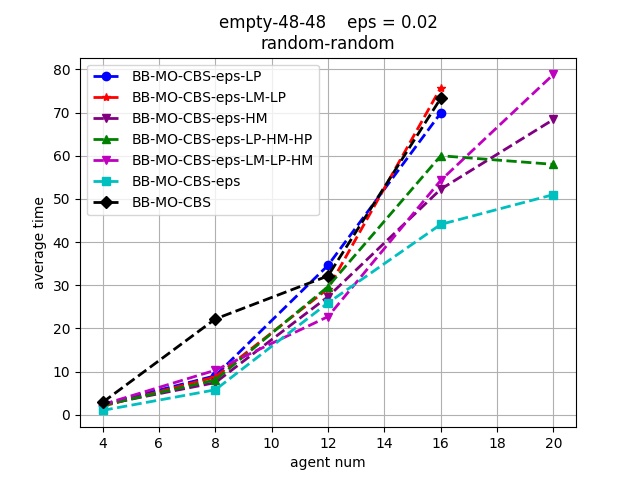 empty-48-48    eps = 0.02
random-random
BB-MO-CBS-eps-LP
BB-MO-CBS-eps-LM-LP
BB-MO-CBS-eps-HM
BB-MO-CBS-eps-LP-HM-HP
BB-MO-CBS-eps-LM-LP-HM
BB-MO-CBS-eps
BB-MO-CBS
average time
80
70
60
50
40
30
20
10
0
4 6 8 10 12 14 16 18 20
agent num